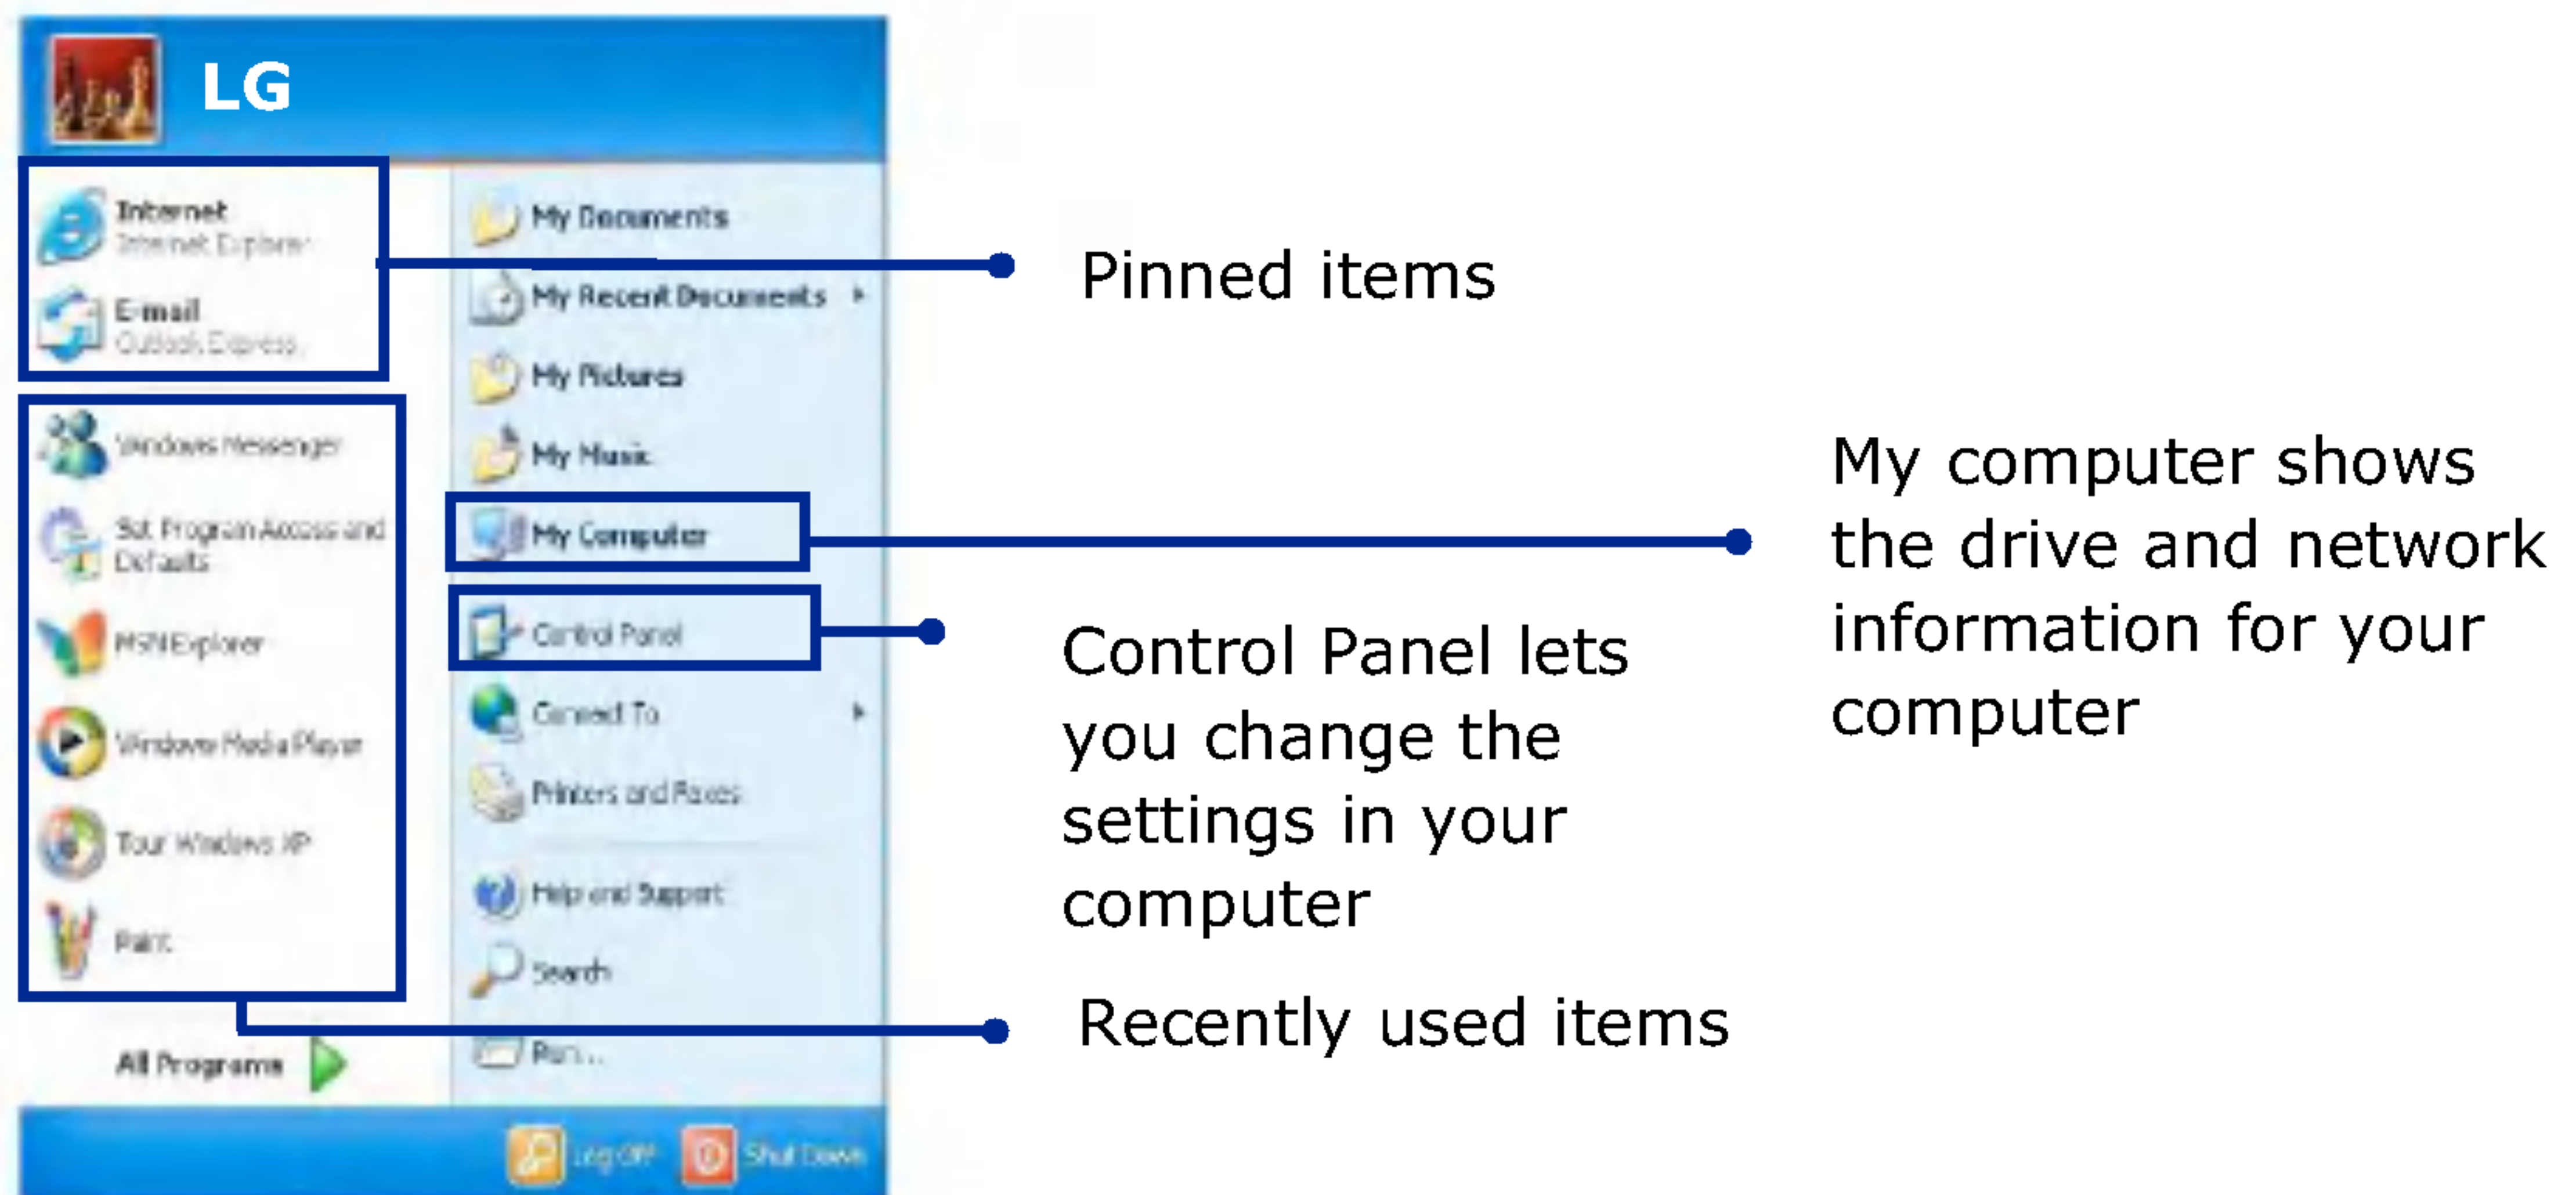 LG
Internet
Internet Explorer
E-mail
Outlook Express
Windows Messenger
Set Program Access and
Defaults
MSN Explorer
Windows Media Player
Tour Windows XP
Paint
All Programs
My Documents
My Recent Documents
My Pictures
My Music
My Computer
Control Panel
Connect To
Printers and Faxes
Help and Support
Search
Run...
Log Off
Shut Down
Pinned items
My computer shows
the drive and network
information for your
computer
Control Panel lets
you change the
settings in your
computer
Recently used items